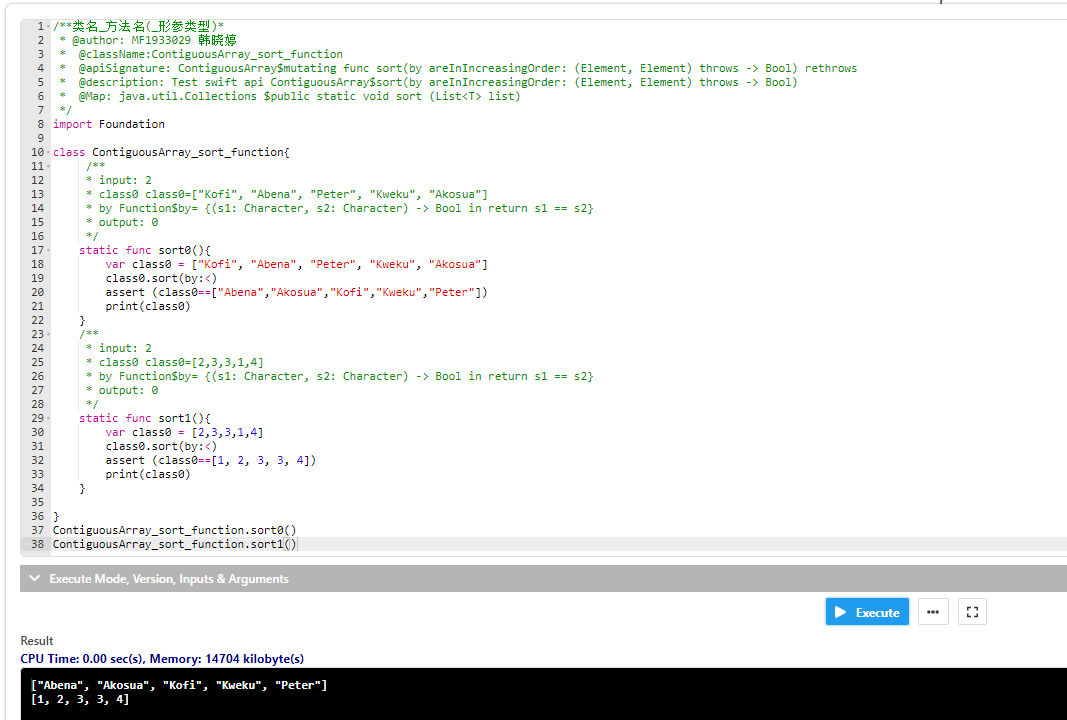 1 /**类名_方法名(_形参类型)*
2 * @author: MF1933029 韩晓婷
3 * @className:ContiguousArray_sort_function
4 * @apiSignature: ContiguousArray$mutating func sort(by areInIncreasingOrder: (Element, Element) throws -> Bool) rethrows
5 * @description: Test swift api ContiguousArray$sort(by areInIncreasingOrder: (Element, Element) throws -> Bool)
6 * @Map: java.util.Collections $public static void sort (List<T> list)
7 */
8 import Foundation
9
10 class ContiguousArray_sort_function{
11 /**
12 * input: 2
13 * class0 class0=["Kofi", "Abena", "Peter", "Kweku", "Akosua"]
14 * by Function$by= {(s1: Character, s2: Character) -> Bool in return s1 == s2}
15 * output: 0
16 */
17 static func sort0(){
18 var class0 = ["Kofi", "Abena", "Peter", "Kweku", "Akosua"]
19 class0.sort(by:<)
20 assert (class0==["Abena","Akosua","Kofi","Kweku","Peter"])
21 print(class0)
22 }
23 /**
24 * input: 2
25 * class0 class0=[2,3,3,1,4]
26 * by Function$by= {(s1: Character, s2: Character) -> Bool in return s1 == s2}
27 * output: 0
28 */
29 static func sort1(){
30 var class0 = [2,3,3,1,4]
31 class0.sort(by:<)
32 assert (class0==[1, 2, 3, 3, 4])
33 print(class0)
34 }
35
36 }
37 ContiguousArray_sort_function.sort0()
38 ContiguousArray_sort_function.sort1()
Execute Mode, Version, Inputs & Arguments
Execute
Result
CPU Time: 0.00 sec(s), Memory: 14704 kilobyte(s)
["Abena", "Akosua", "Kofi", "Kweku", "Peter"]
[1, 2, 3, 3, 4]